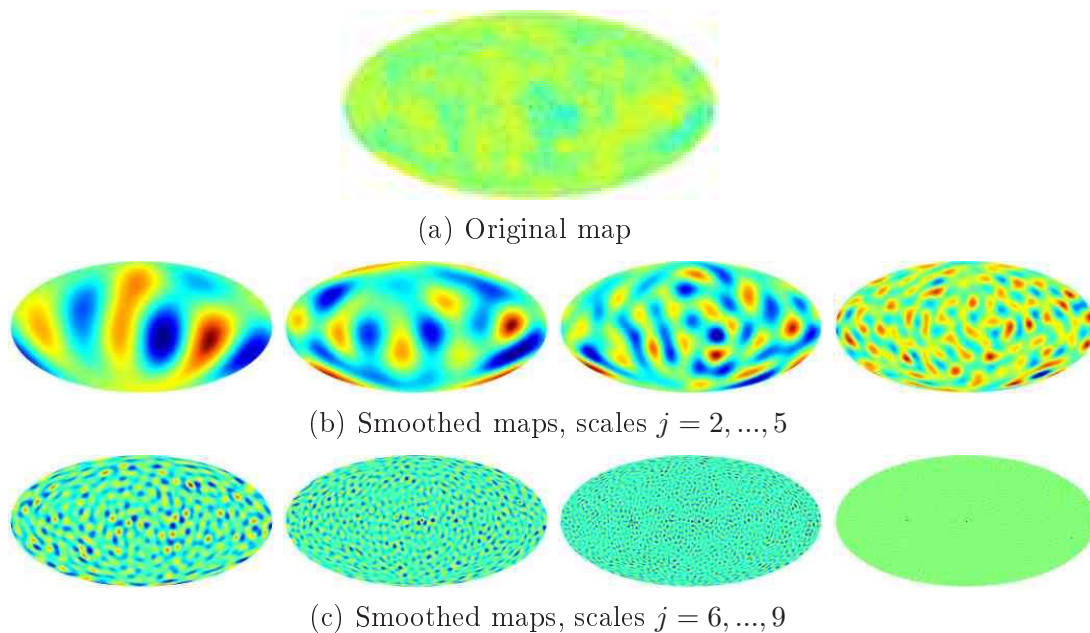 (a) Original map
(b) Smoothed maps, scales j = 2, ..., 5
(c) Smoothed maps, scales j = 6, ..., 9